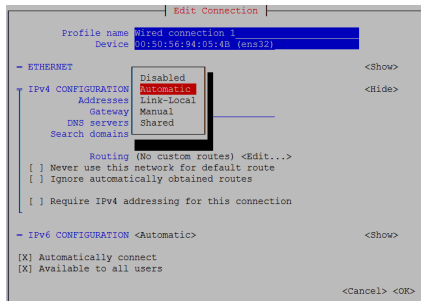 Edit Connection
Profile name Wired connection 1
Device 00:50:56:94:05:4B (ens32)
= ETHERNET <Show>
Disabled
IPv4 CONFIGURATION Automatic <Hide>
Addresses Link-Local
Gateway Manual
DNS servers Shared
Search domains
Routing (No custom routes) <Edit...>
[ ] Never use this network for default route
[ ] Ignore automatically obtained routes
[ ] Require IPv4 addressing for this connection
= IPv6 CONFIGURATION <Automatic> <Show>
[X] Automatically connect
[X] Available to all users
<Cancel> <OK>